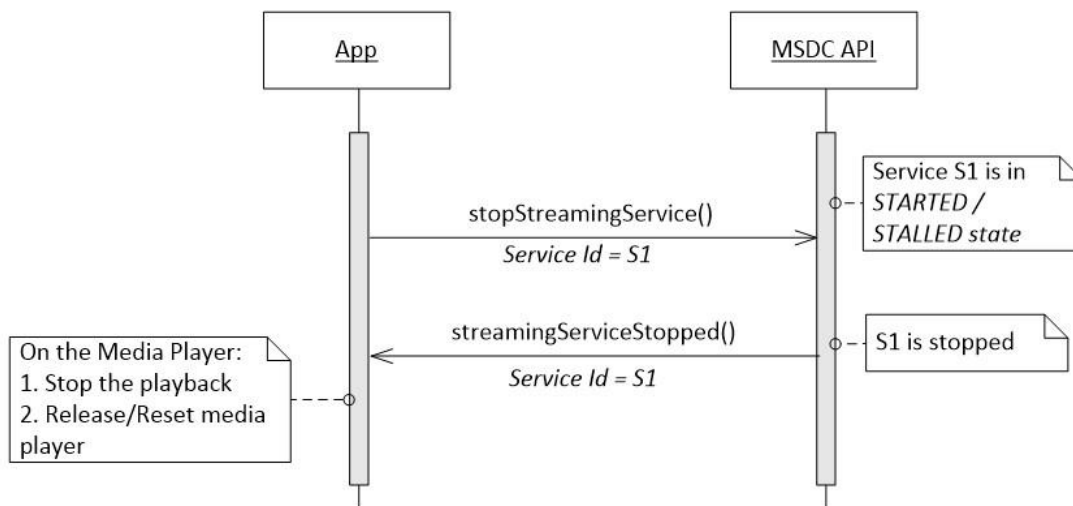 App
MSDC API
Service S1 is in
STARTED /
STALLED state
stopStreamingService()
Service Id = S1
streamingServiceStopped()
Service Id = S1
S1 is stopped
On the Media Player:
1. Stop the playback
2. Release/Reset media
player